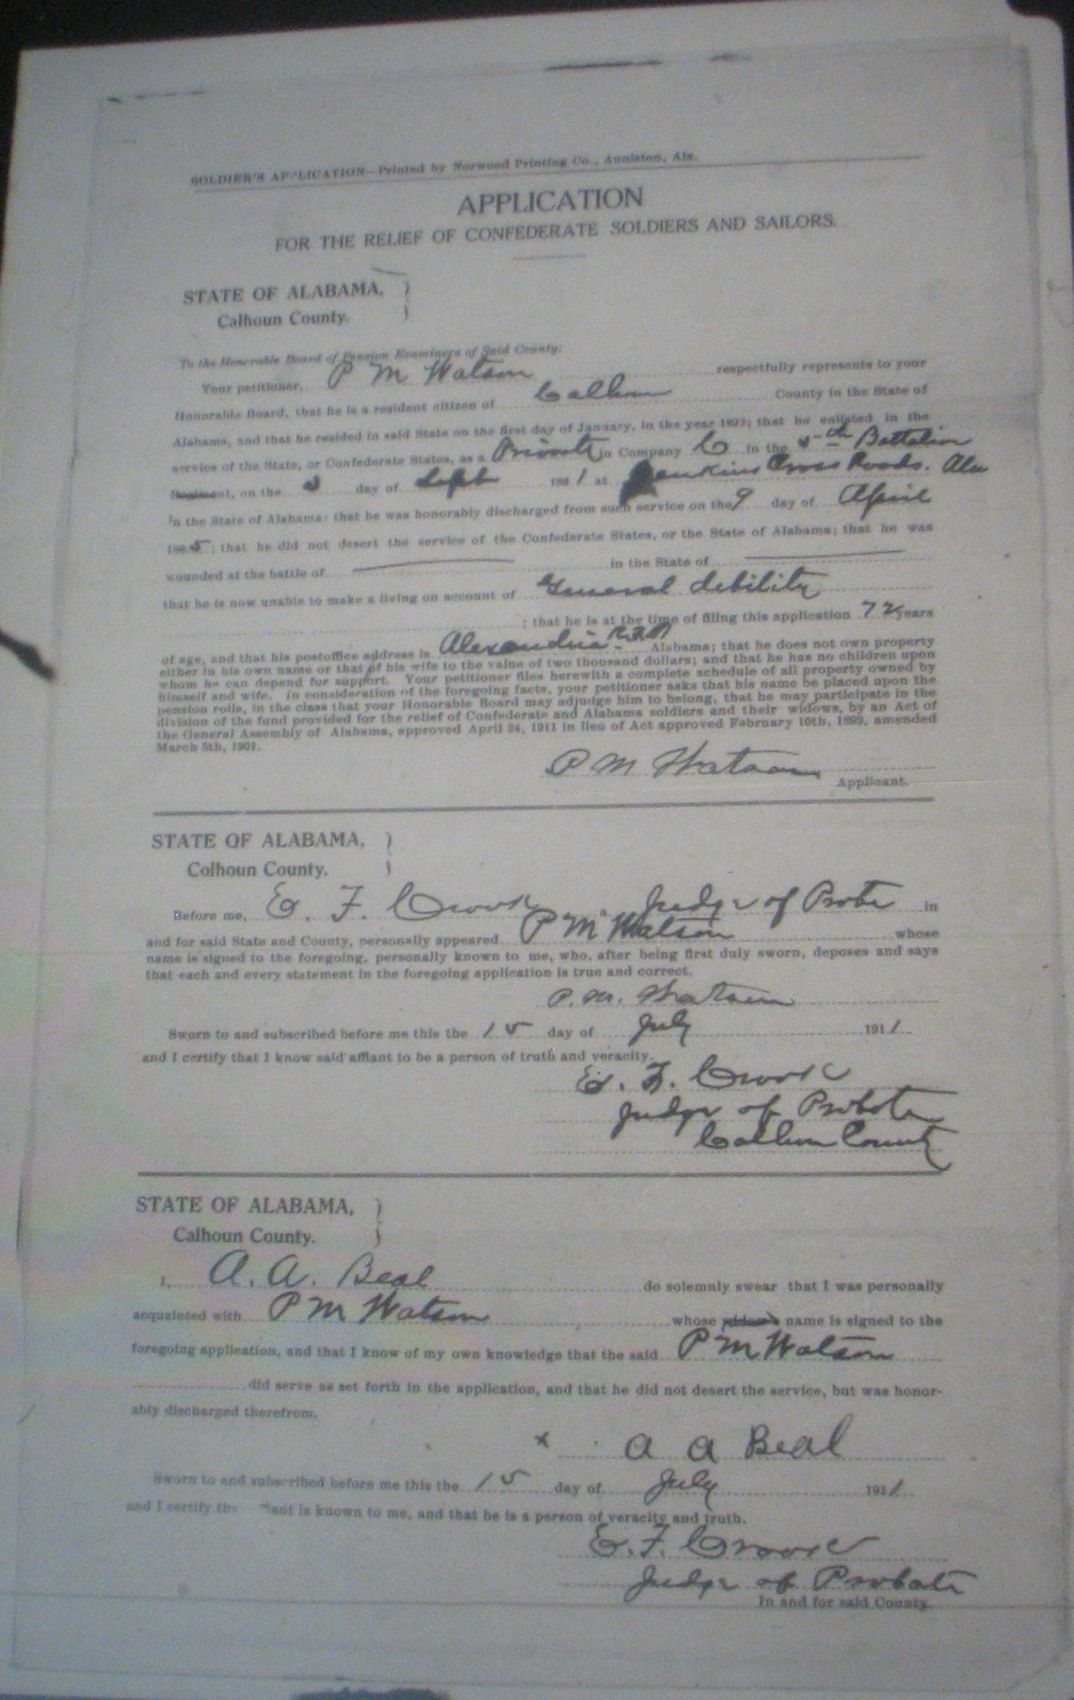 SOLDIER'S APPLICATION—Printed by Norwood Printing Co., Anniston, Ala.
APPLICATION
FOR THE RELIEF OF CONFEDERATE SOLDIERS AND SAILORS.
STATE OF ALABAMA,
Calhoun County.
To the Honorable Board of Pension Examiners of Said County:
Your petitioner, P M Watson respectfully represents to your
Honorable Board, that he is a resident citizen of Calhoun County in the State of
Alabama, and that he resided in said State on the first day of January, in the year 1897; that he enlisted in the
service of the State, or Confederate States, as a Private in Company C in the 5th Battalion
Regiment, on the day of Sept 1861 at Jenkins Cross Roads. Ala
in the State of Alabama: that he was honorably discharged from such service on the 9 day of April
1865; that he did not desert the service of the Confederate States, or the State of Alabama; that he was
wounded at the battle of in the State of
that he is now unable to make a living on account of General debility
; that he is at the time of filing this application 72 years
of age, and that his postoffice address is Alexandria R.F.D 1 Alabama; that he does not own property
either in his own name or that of his wife to the value of two thousand dollars; and that he has no children upon
whom he can depend for support. Your petitioner files herewith a complete schedule of all property owned by
himself and wife. In consideration of the foregoing facts, your petitioner asks that his name be placed upon the
pension rolls, in the class that your Honorable Board may adjudge him to belong, that he may participate in the
division of the fund provided for the relief of Confederate and Alabama soldiers and their widows, by an Act of
the General Assembly of Alabama, approved April 24, 1911 in lieu of Act approved February 10th, 1899, amended
March 5th, 1901.
P M Watson
Applicant.
STATE OF ALABAMA,
Colhoun County.
Before me, E. F. Crook Judge of Probate in
and for said State and County, personally appeared P M Watson whose
name is signed to the foregoing, personally known to me, who, after being first duly sworn, deposes and says
that each and every statement in the foregoing application is true and correct.
P. M. Watson
Sworn to and subscribed before me this the 15 day of July 1911.
and I certify that I know said affiant to be a person of truth and veracity.
E. F. Crook
Judge of Probate
Calhoun County
STATE OF ALABAMA,
Calhoun County.
I, A. A. Beal do solemnly swear that I was personally
acquainted with P M Watson whose name is signed to the
foregoing application, and that I know of my own knowledge that the said P M Watson
did serve as set forth in the application, and that he did not desert the service, but was honor-
ably discharged therefrom.
x A A Beal
Sworn to and subscribed before me this the 15 day of July 1911.
and I certify the is known to me, and that he is a person of veracity and truth.
E. F. Crook
Judge of Probate
In and for said County.